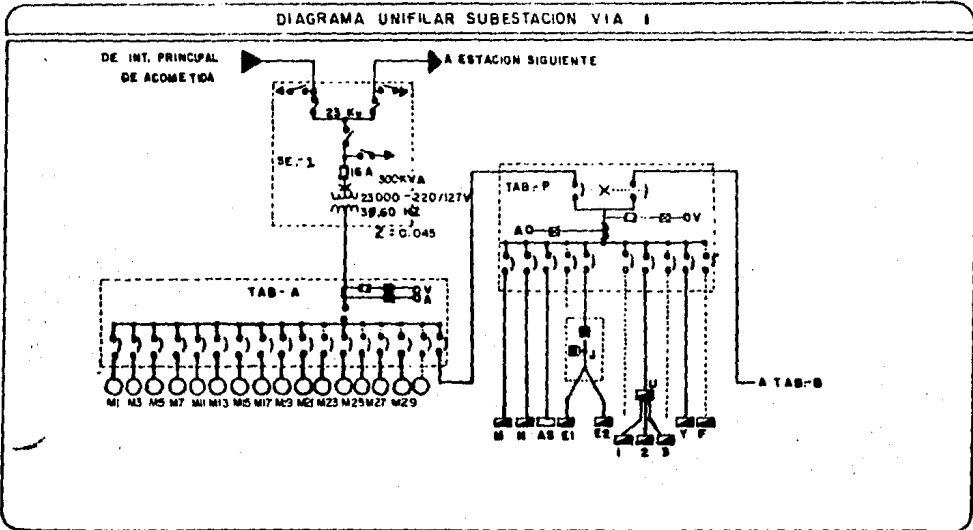 DIAGRAMA UNIFILAR SUBESTACION VIA I
DE INT. PRINCIPAL
DE ACOMETIDA
A ESTACION SIGUIENTE
23 Kv
SE.-1
16 A
300KVA
23000-220/127V
3Ø,60 HZ
Z=0.045
TAB-P
A
V
TAB-A
V
A
J
U
A TAB-B
M1 M3 M5 M7 M11 M13 M15 M17 M19 M21 M23 M25 M27 M29
M N AS E1 E2 1 2 3 Y F